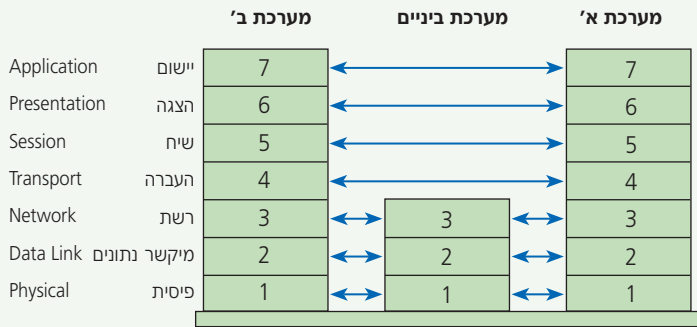 מערכת א׳ מערכת ביניים מערכת ב׳
7 7 יישום Application
6 6 הצגה Presentation
5 5 שיח Session
4 4 העברה Transport
3 3 3 רשת Network
2 2 2 מיקשר נתונים Data Link
1 1 1 פיסית Physical